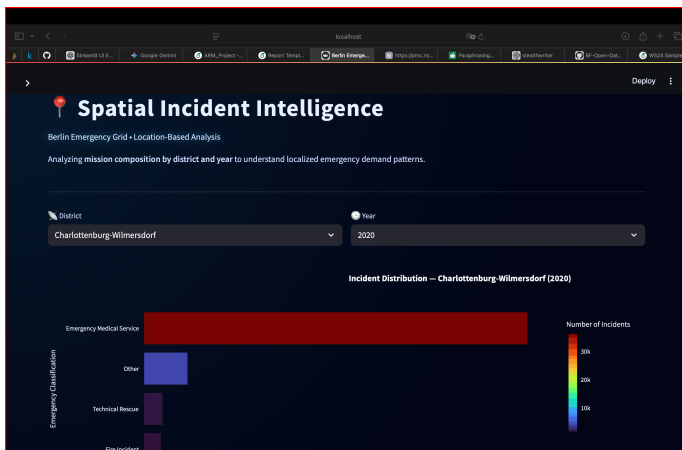 localhost
Streamlit UI E...
Google Gemini
ARM_Project -...
Report Templ...
Berlin Emerge...
https://pmc.nc...
Paraphrasing...
stealthwriter
BF-Open-Dat...
WS24 Sample
Deploy
Spatial Incident Intelligence
Berlin Emergency Grid • Location-Based Analysis
Analyzing mission composition by district and year to understand localized emergency demand patterns.
District
Year
Charlottenburg-Wilmersdorf
2020
Incident Distribution — Charlottenburg-Wilmersdorf (2020)
Emergency Medical Service
Number of Incidents
30k
Other
20k
Emergency Classification
Technical Rescue
10k
Fire Incident